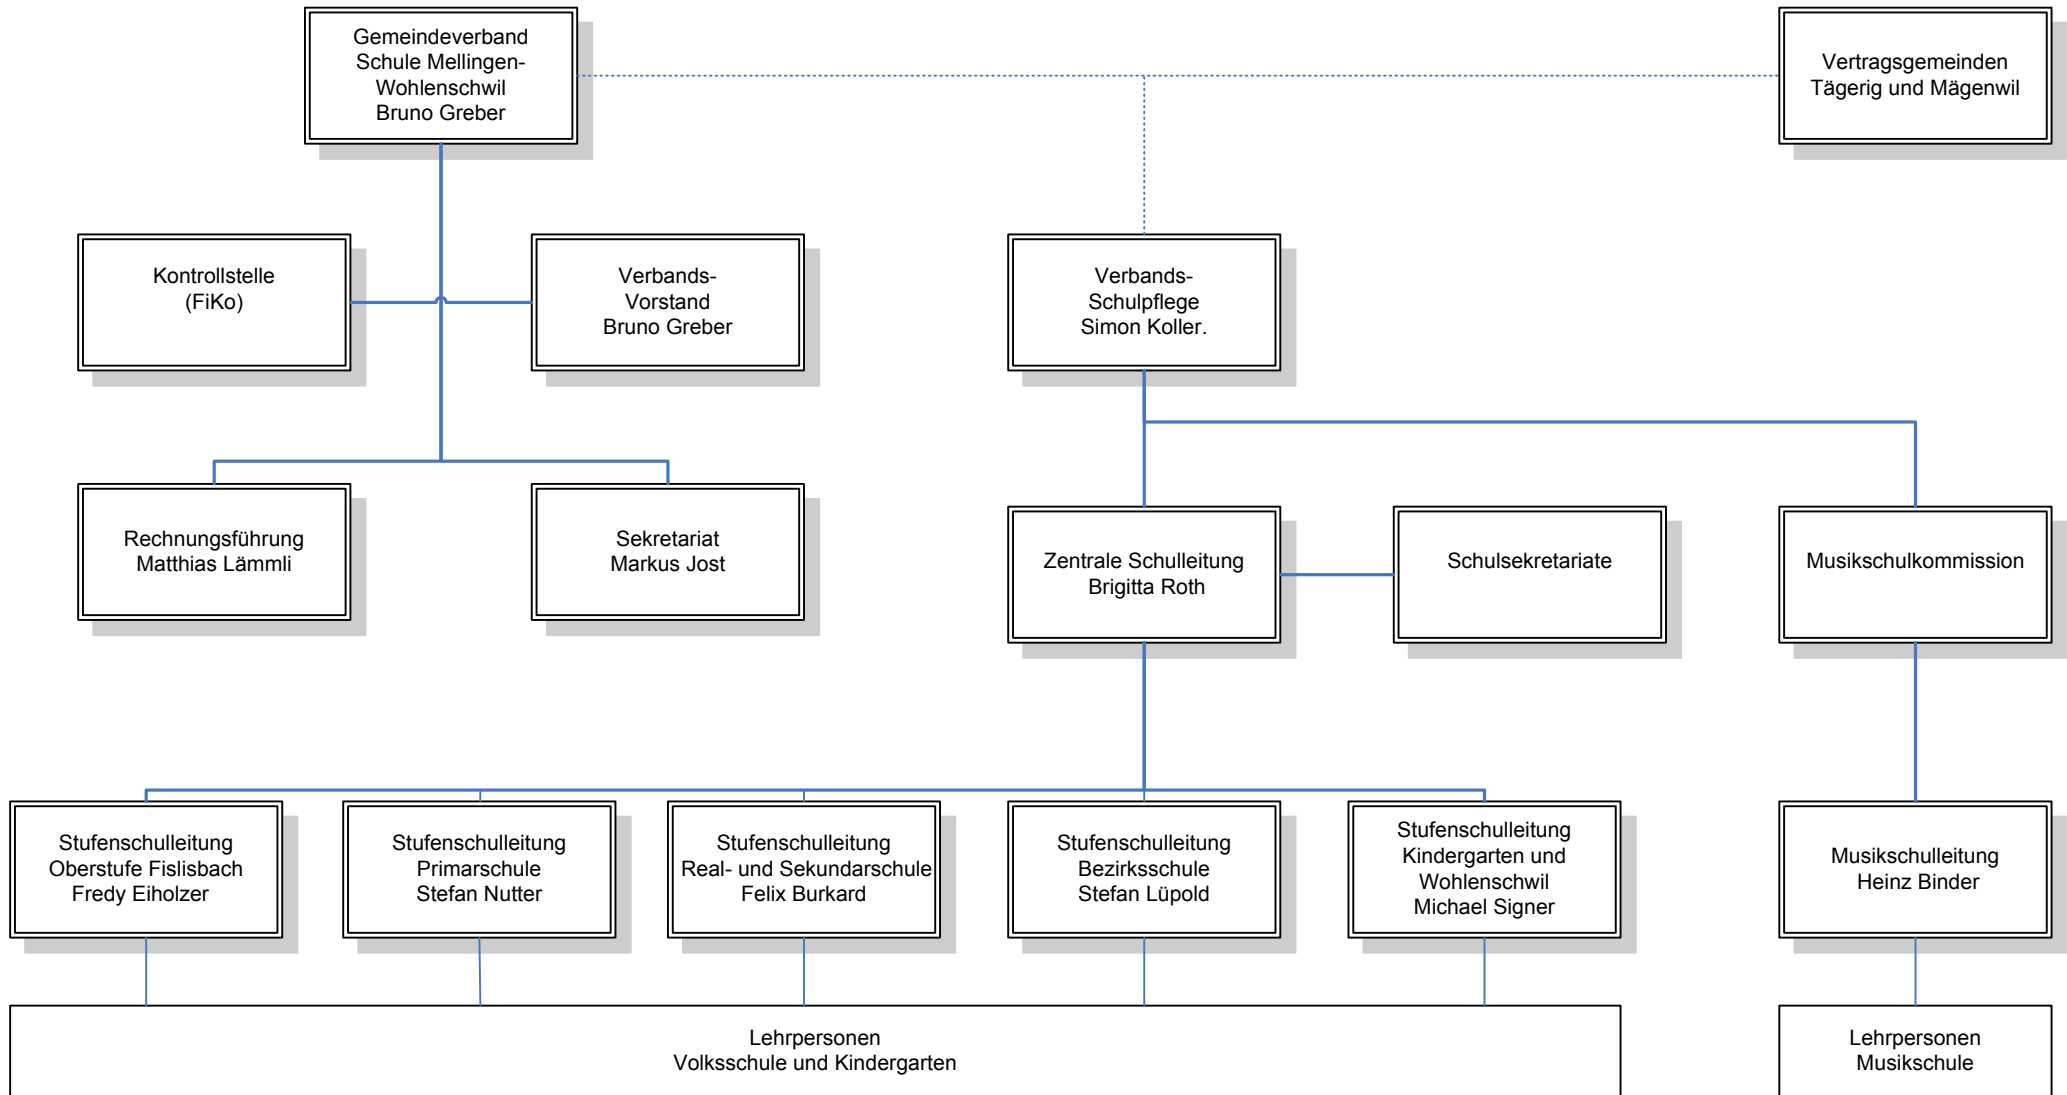 Gemeindeverband
Schule Mellingen-
Wohlenschwil
Bruno Greber
Vertragsgemeinden
Tägerig und Mägenwil
Kontrollstelle
(FiKo)
Verbands-
Vorstand
Bruno Greber
Verbands-
Schulpflege
Simon Koller.
Rechnungsführung
Matthias Lämmli
Sekretariat
Markus Jost
Zentrale Schulleitung
Brigitta Roth
Schulsekretariate
Musikschulkommission
Stufenschulleitung
Oberstufe Fislisbach
Fredy Eiholzer
Stufenschulleitung
Primarschule
Stefan Nutter
Stufenschulleitung
Real- und Sekundarschule
Felix Burkard
Stufenschulleitung
Bezirksschule
Stefan Lüpold
Stufenschulleitung
Kindergarten und
Wohlenschwil
Michael Signer
Musikschulleitung
Heinz Binder
Lehrpersonen
Volksschule und Kindergarten
Lehrpersonen
Musikschule